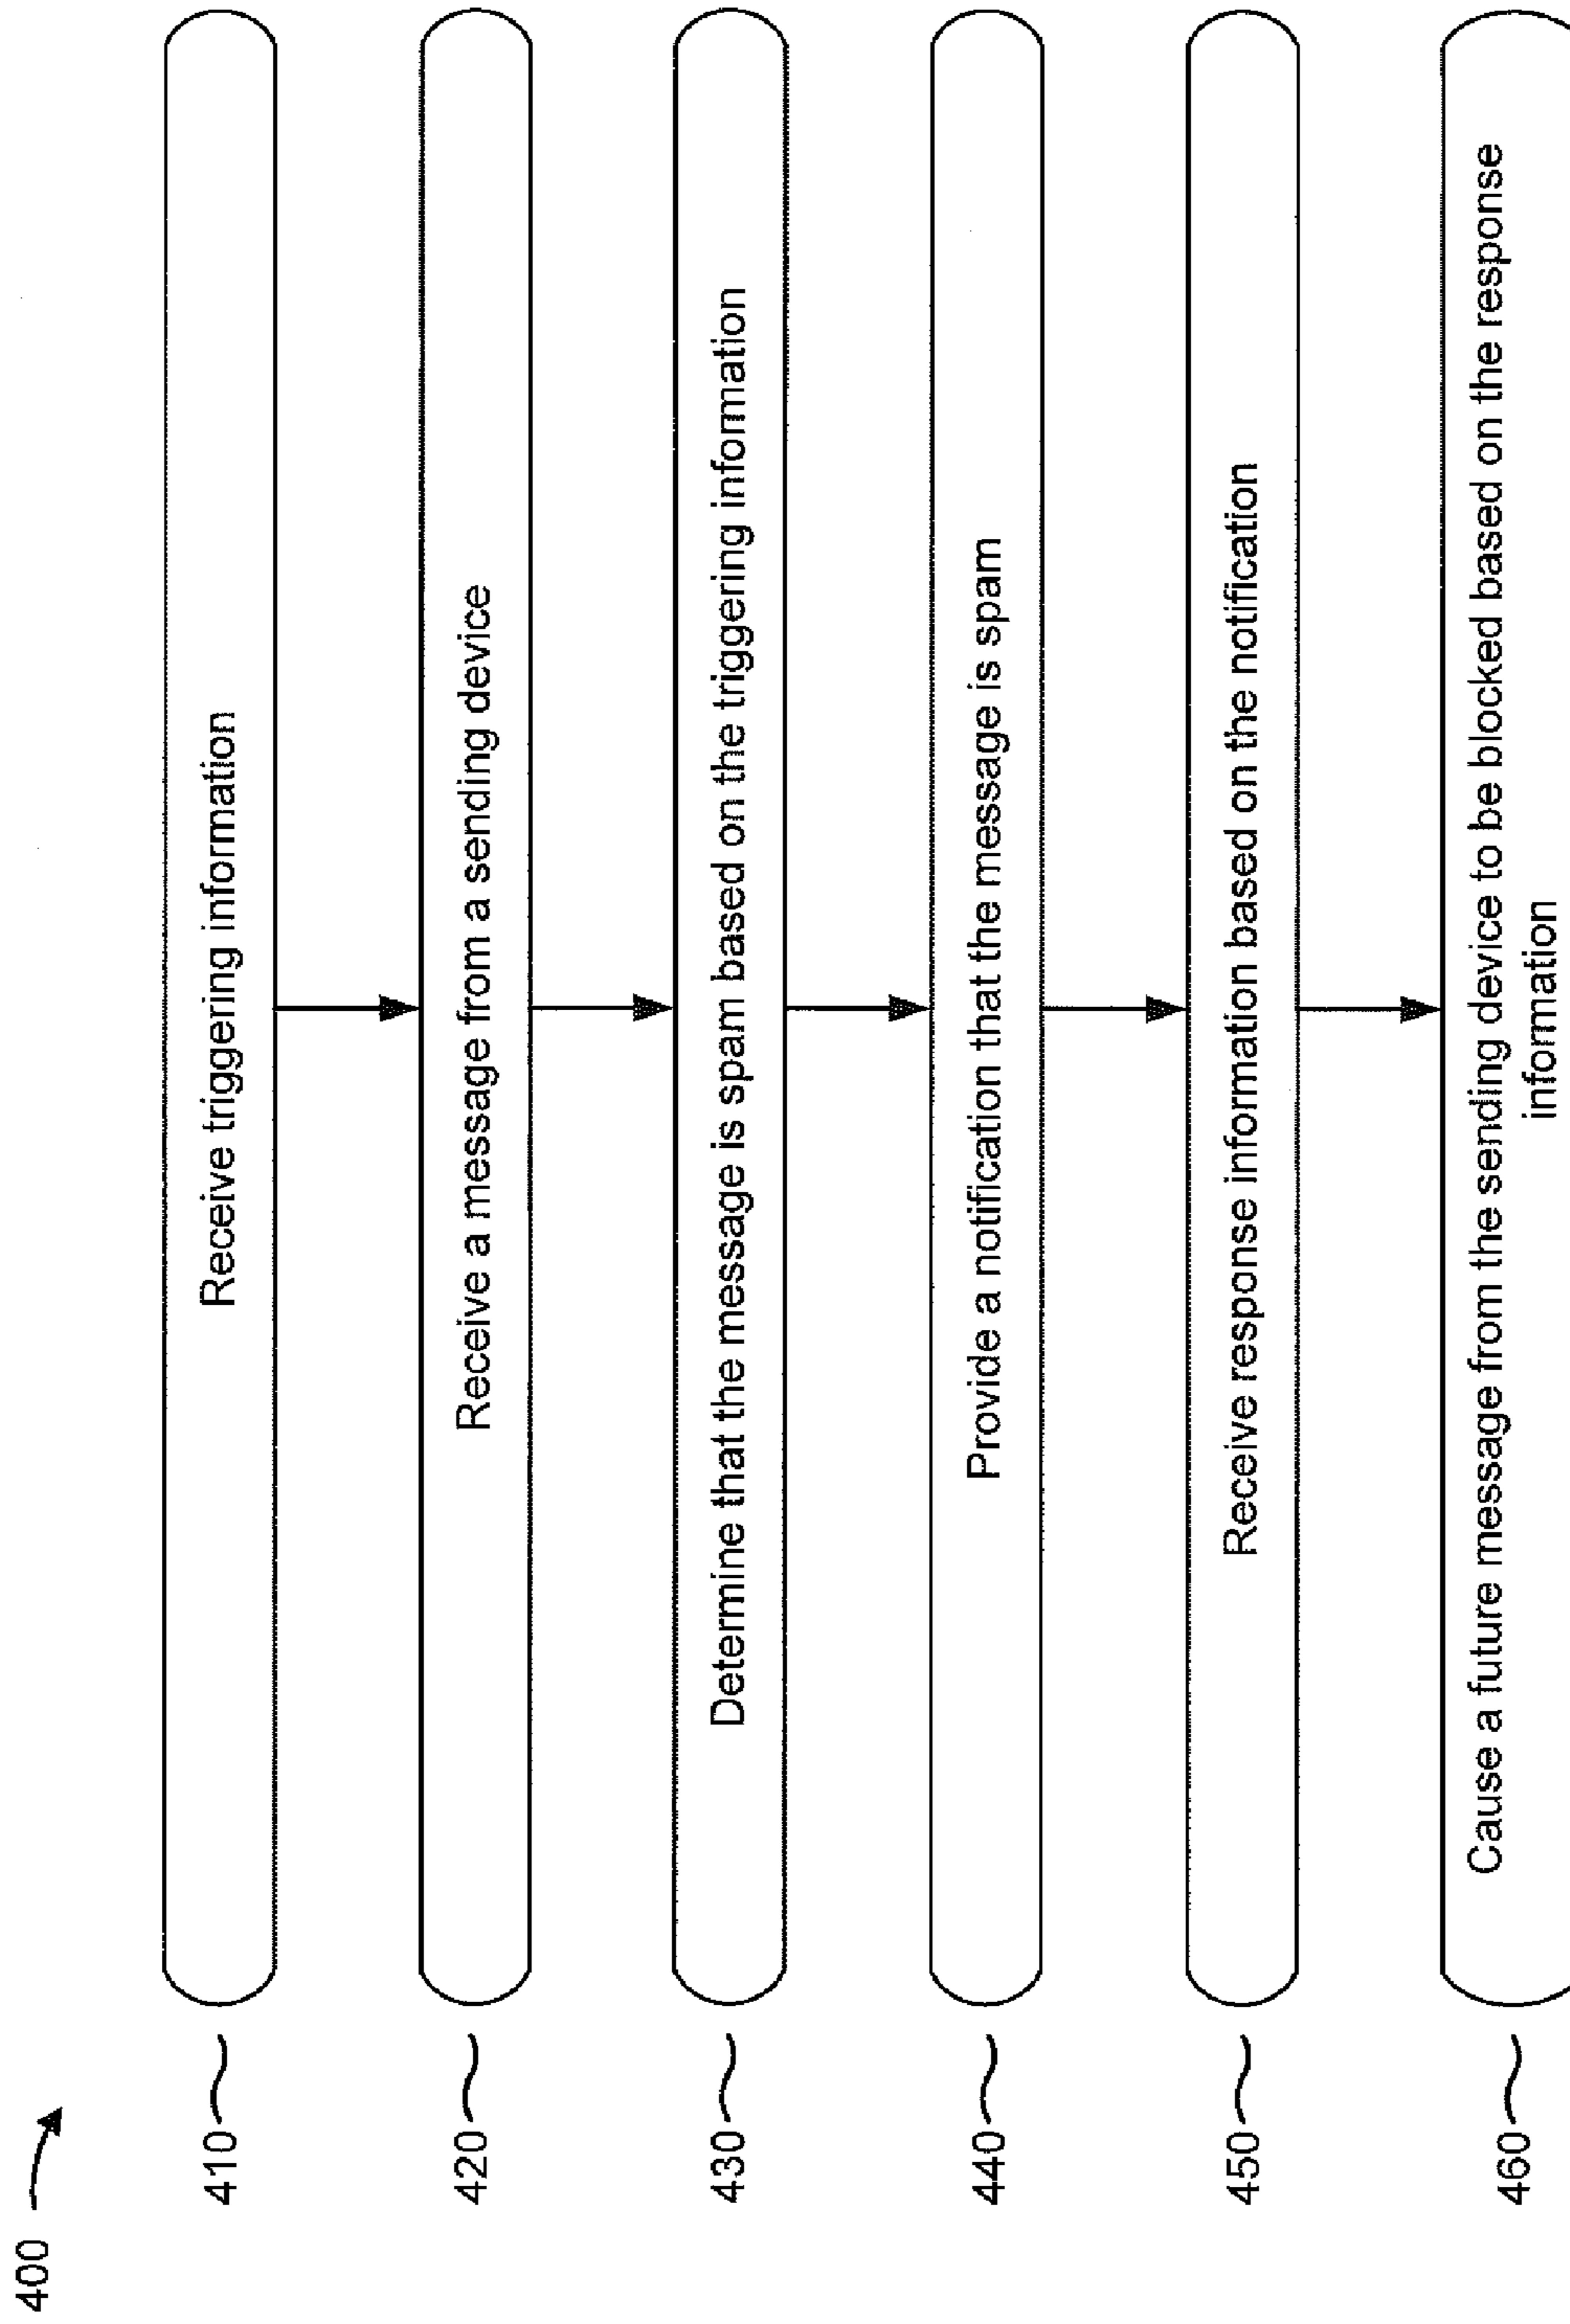 400
410
Receive triggering information
420
Receive a message from a sending device
430
Determine that the message is spam based on the triggering information
440
Provide a notification that the message is spam
450
Receive response information based on the notification
460
Cause a future message from the sending device to be blocked based on the response
information